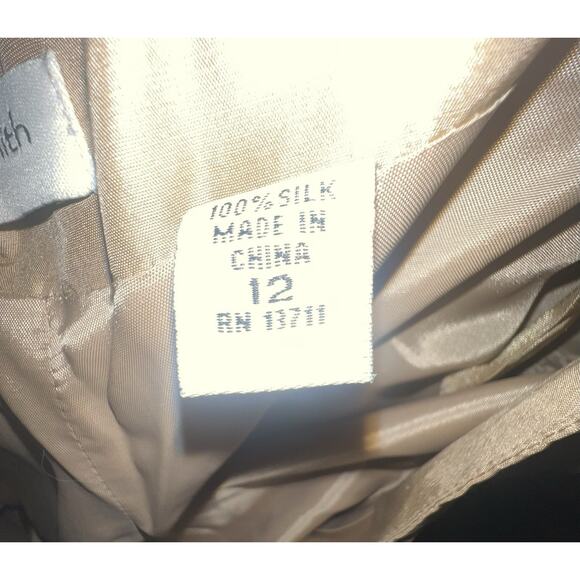 100% SILK
MADE IN
CHINA
12
RN 13711